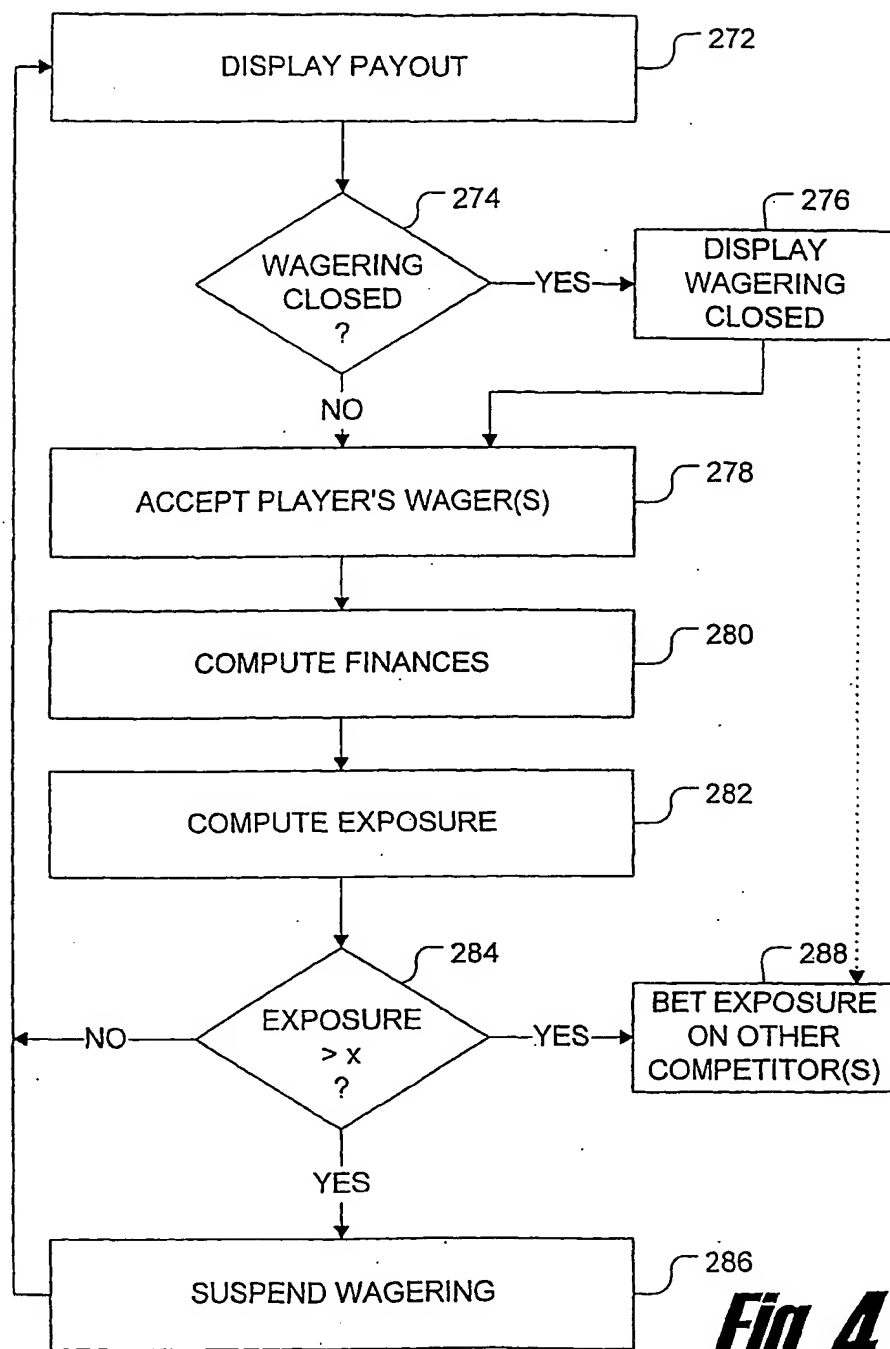 DISPLAY PAYOUT
272
WAGERING
CLOSED
?
274
YES
DISPLAY
WAGERING
CLOSED
276
NO
ACCEPT PLAYER'S WAGER(S)
278
COMPUTE FINANCES
280
COMPUTE EXPOSURE
282
EXPOSURE
> x
?
284
NO
YES
BET EXPOSURE
ON OTHER
COMPETITOR(S)
288
YES
SUSPEND WAGERING
286
Fig 4